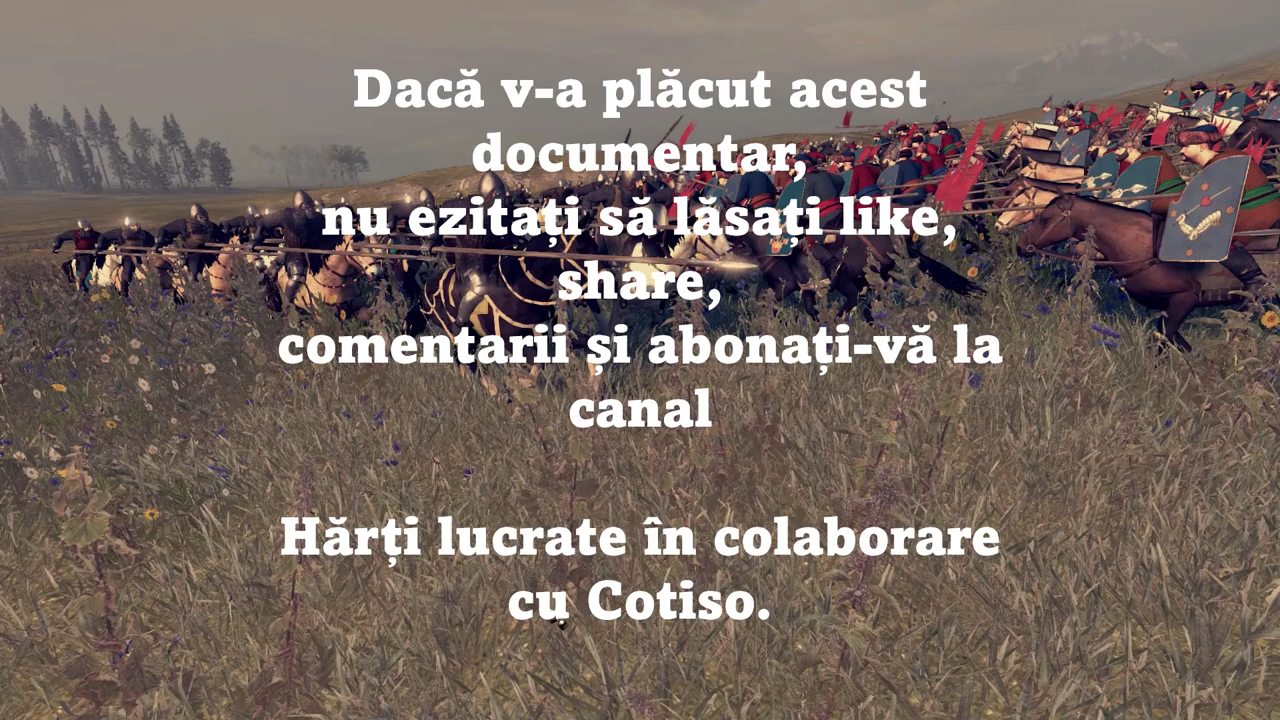 Dacă v-a plăcut acest
documentar,
nu ezitați să lăsați like,
share,
comentarii și abonați-vă la
canal
Hărți lucrate în colaborare
cu Cotiso.